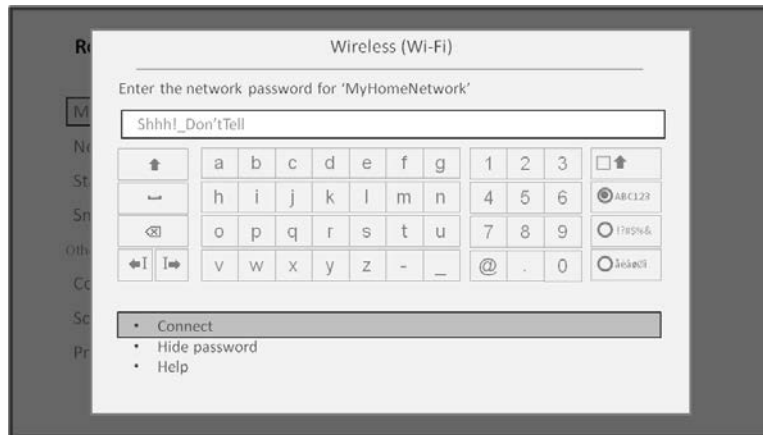 Wireless (Wi-Fi)
Enter the network password for 'MyHomeNetwork'
Shhh!_Don'tTell
a b c d e f g 1 2 3
h i j k l m n 4 5 6 ABC123
o p q r s t u 7 8 9 !?#$%&
v w x y z - _ @ . 0
• Connect
• Hide password
• Help